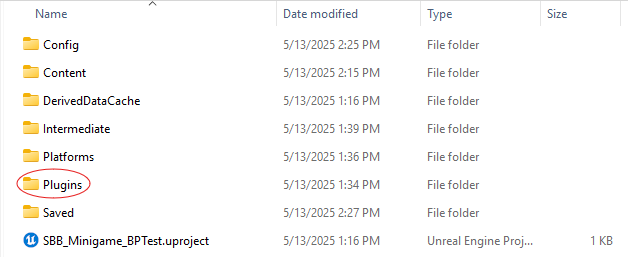 Name Date modified Type Size
Config 5/13/2025 2:25 PM File folder
Content 5/13/2025 2:15 PM File folder
DerivedDataCache 5/13/2025 1:16 PM File folder
Intermediate 5/13/2025 1:39 PM File folder
Platforms 5/13/2025 1:36 PM File folder
Plugins 5/13/2025 1:34 PM File folder
Saved 5/13/2025 2:27 PM File folder
SBB_Minigame_BPTest.uproject 5/13/2025 1:16 PM Unreal Engine Proj... 1 KB